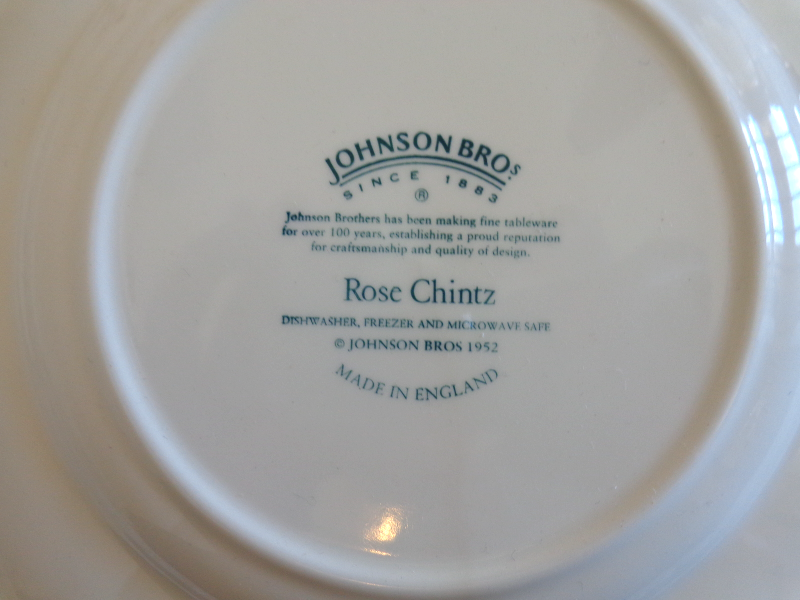 JOHNSON BROS.
SINCE 1883
®
Johnson Brothers has been making fine tableware
for over 100 years, establishing a proud reputation
for craftsmanship and quality of design.
Rose Chintz
DISHWASHER, FREEZER AND MICROWAVE SAFE
© JOHNSON BROS 1952
MADE IN ENGLAND